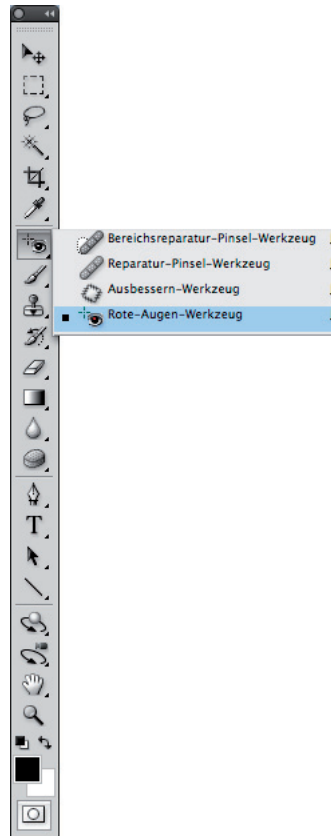 Bereichsreparatur-Pinsel-Werkzeug
Reparatur-Pinsel-Werkzeug
Ausbessern-Werkzeug
Rote-Augen-Werkzeug